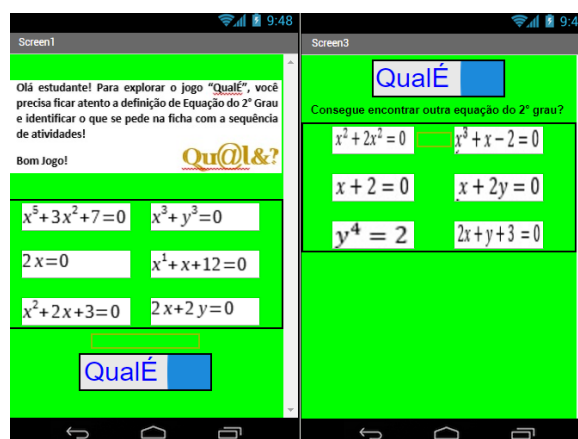 9:48
Screen1
Olá estudante! Para explorar o jogo “QualÉ”, você
precisa ficar atento a definição de Equação do 2° Grau
e identificar o que se pede na ficha com a sequência
de atividades!
Bom Jogo!
Qu@l&?
x⁵+3x²+7=0
x³+y³=0
2x=0
x¹+x+12=0
x²+2x+3=0
2x+2y=0
QualÉ
9:4
Screen3
QualÉ
Consegue encontrar outra equação do 2° grau?
x²+2x²=0
x³+x−2=0
x+2=0
x+2y=0
y⁴ = 2
2x+y+3=0